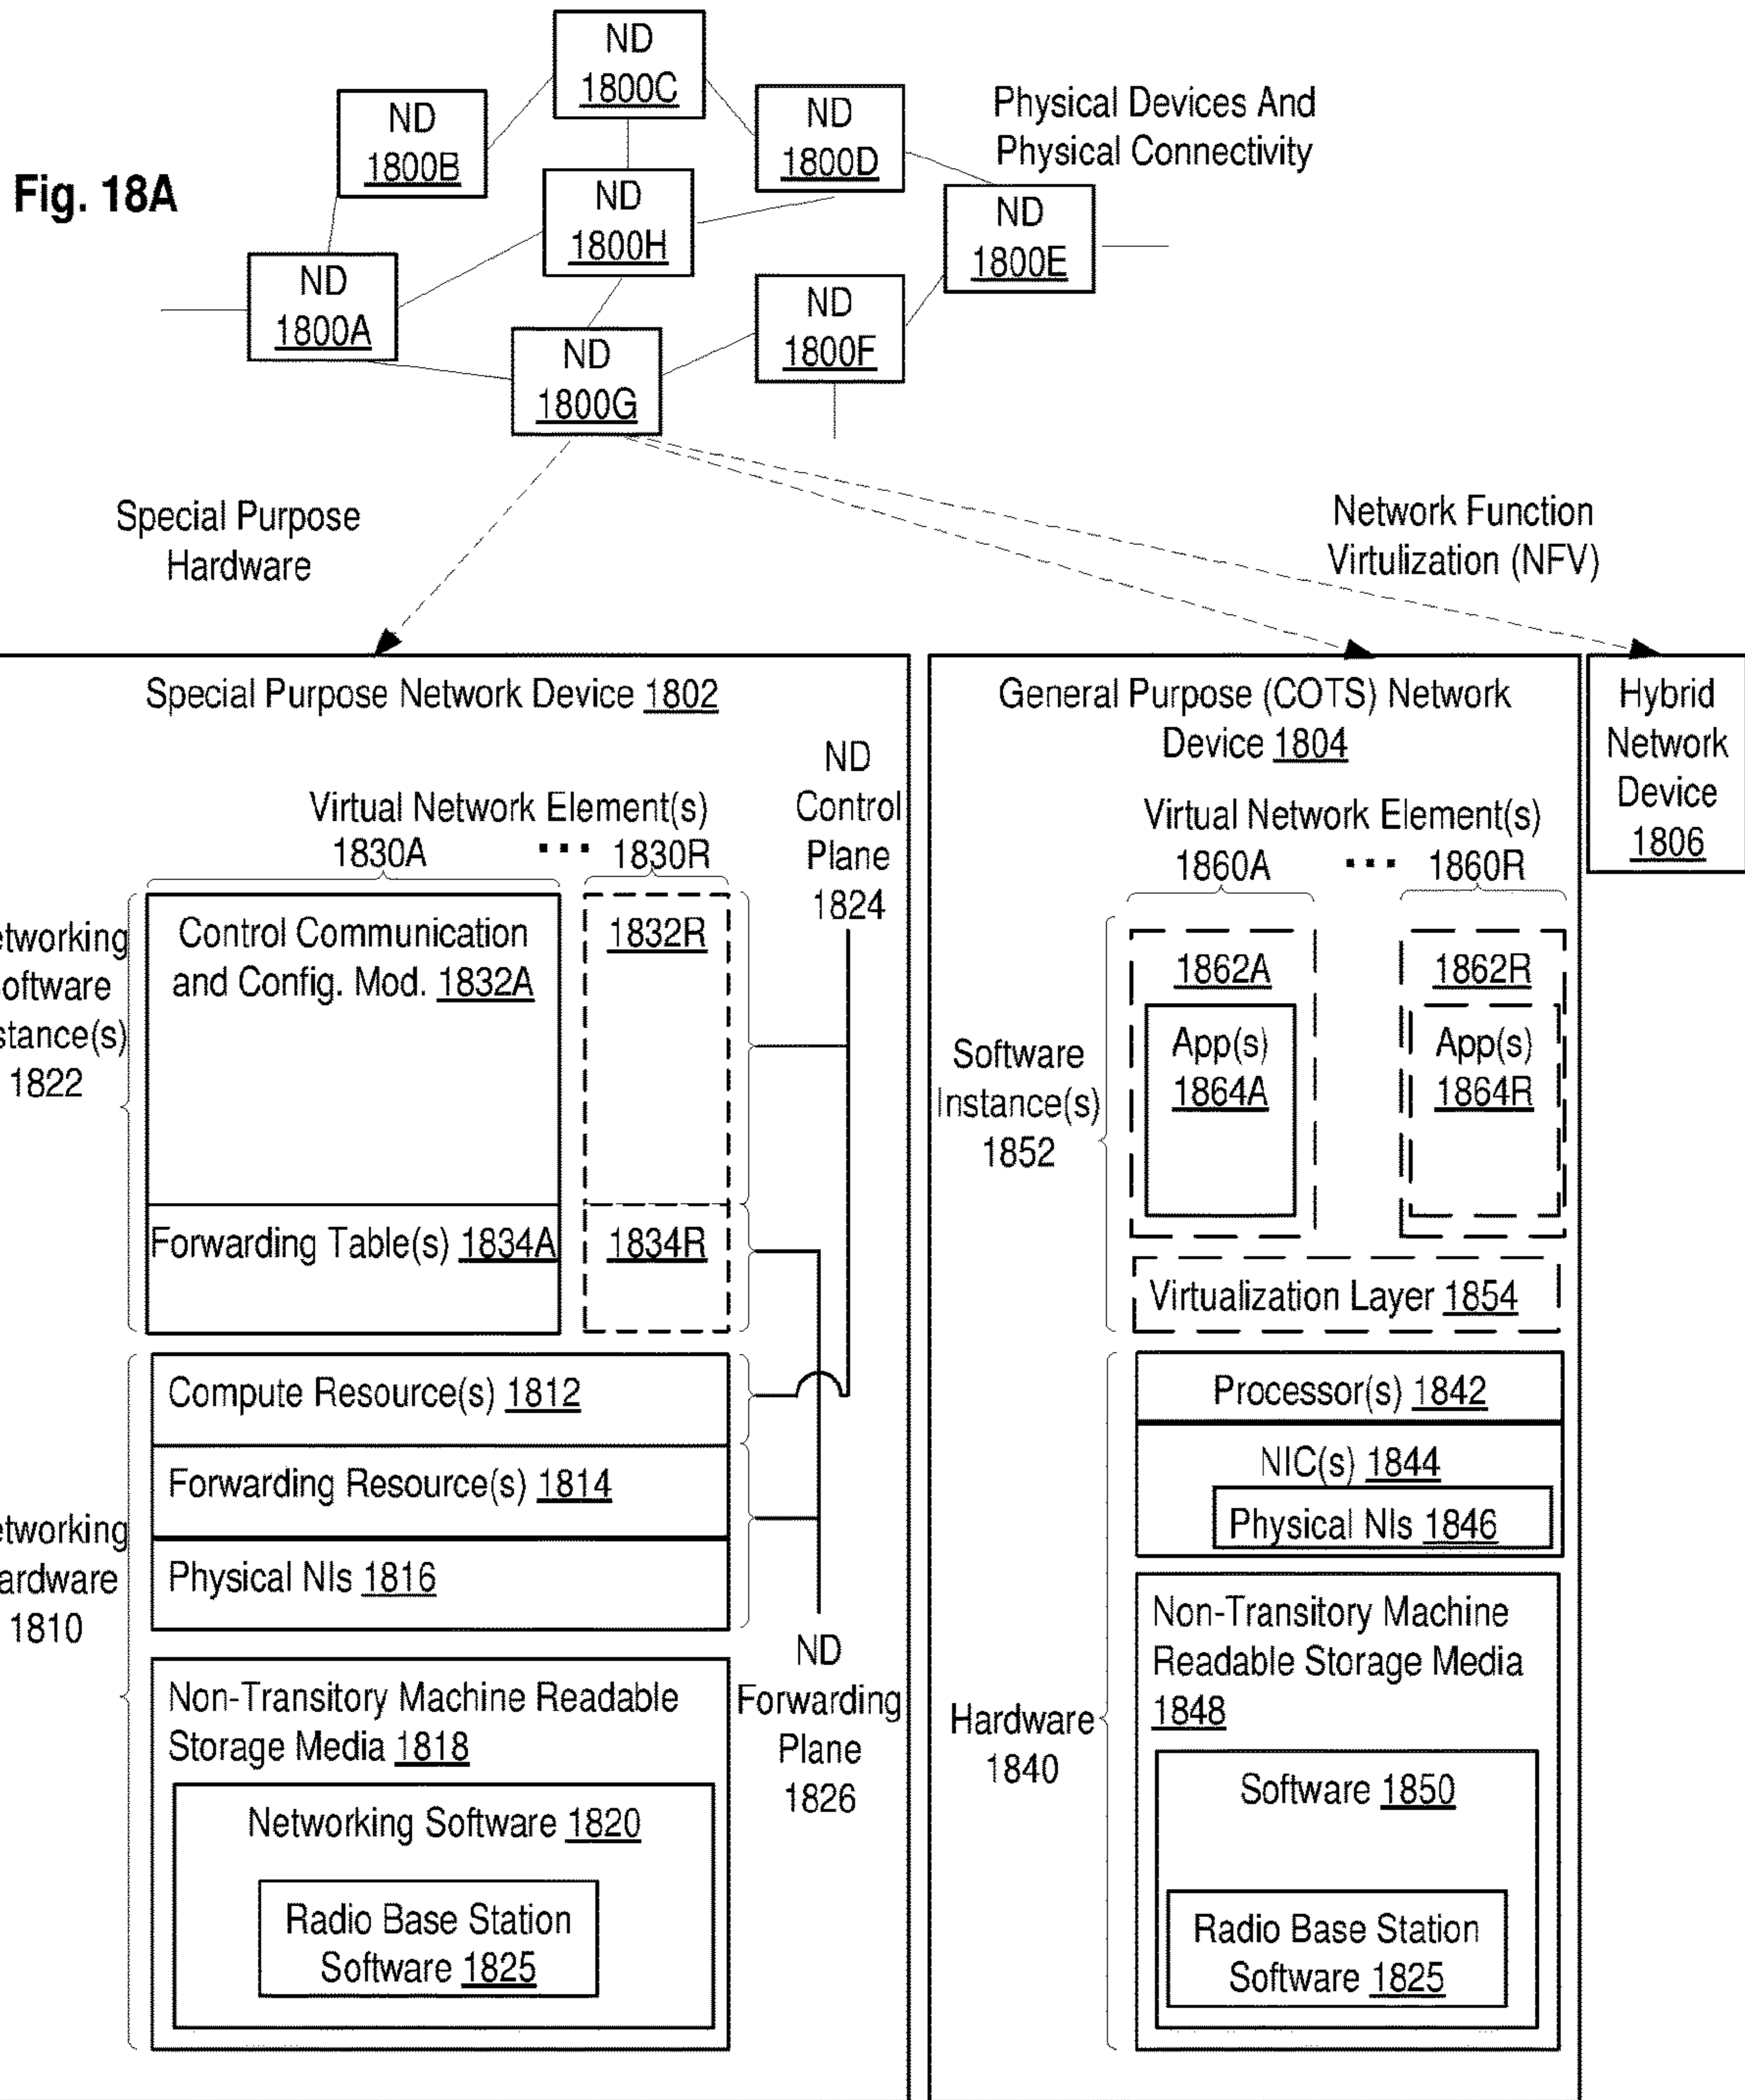 Fig. 18A
ND
1800C
ND
1800B
ND
1800D
Physical Devices And
Physical Connectivity
ND
1800H
ND
1800E
ND
1800A
ND
1800F
ND
1800G
Special Purpose
Hardware
Network Function
Virtulization (NFV)
Special Purpose Network Device 1802
ND
Control
Plane
1824
Virtual Network Element(s)
1830A ... 1830R
etworking
oftware
stance(s)
1822
Control Communication
and Config. Mod. 1832A
1832R
Forwarding Table(s) 1834A
1834R
etworking
ardware
1810
Compute Resource(s) 1812
Forwarding Resource(s) 1814
Physical NIs 1816
ND
Forwarding
Plane
1826
Non-Transitory Machine Readable
Storage Media 1818
Networking Software 1820
Radio Base Station
Software 1825
General Purpose (COTS) Network
Device 1804
Virtual Network Element(s)
1860A ... 1860R
Software
Instance(s)
1852
1862A
App(s)
1864A
1862R
App(s)
1864R
Virtualization Layer 1854
Hardware
1840
Processor(s) 1842
NIC(s) 1844
Physical NIs 1846
Non-Transitory Machine
Readable Storage Media
1848
Software 1850
Radio Base Station
Software 1825
Hybrid
Network
Device
1806